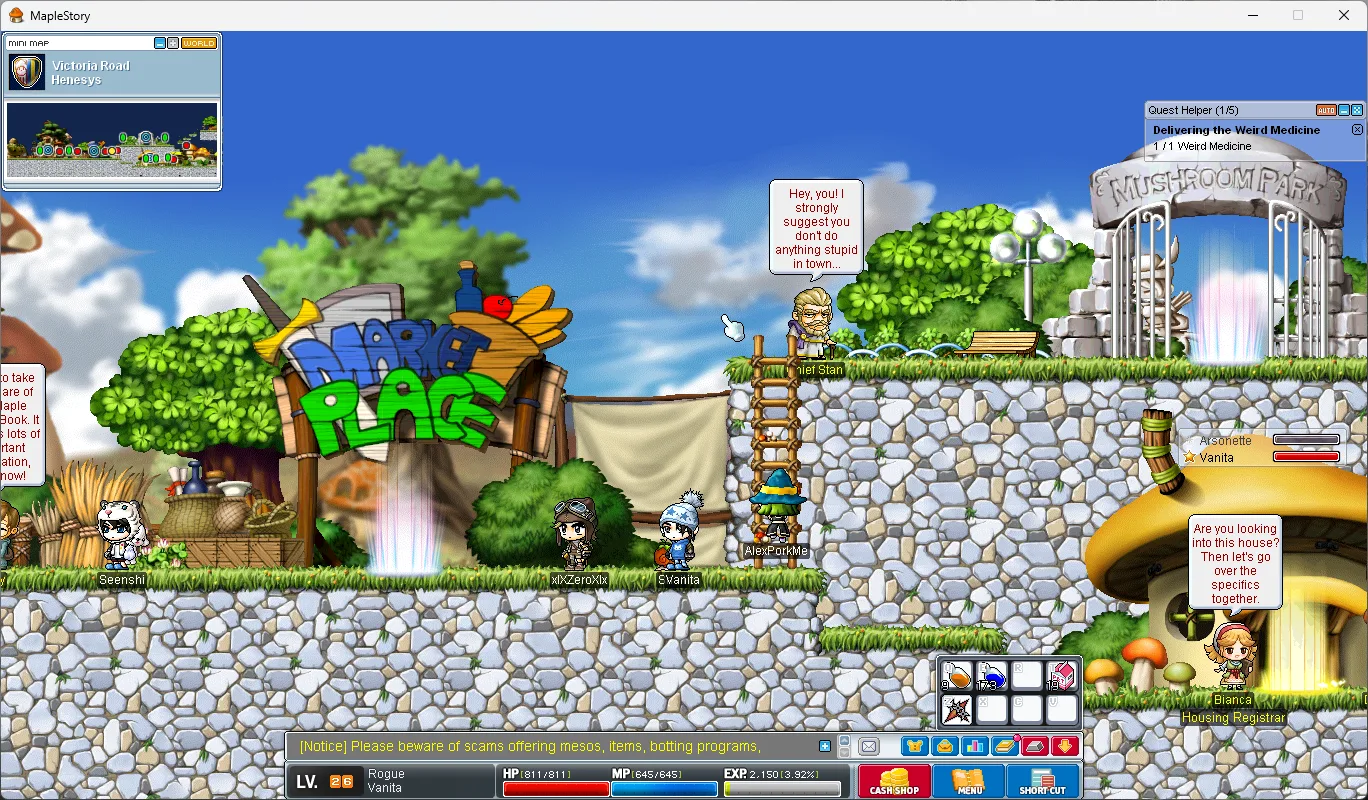 MapleStory
MINI MAP
WORLD
Victoria Road
Henesys
Quest Helper (1/5)
AUTO
Delivering the Weird Medicine
1 / 1 Weird Medicine
MUSHROOM PARK
Hey, you! I
strongly
suggest you
don't do
anything stupid
in town...
hief Stan
MARKET
PLACE
to take
are of
aple
Book. It
s lots of
rtant
ation,
now!
Arsonette
Vanita
Are you looking
into this house?
Then let's go
over the
specifics
together.
AlexPorkMe
y
Seenshi
xIXZeroXIx
SVanita
Bianca
Housing Registrar
[Notice] Please beware of scams offering mesos, items, botting programs,
LV. 26
Rogue
Vanita
HP[811/811]
MP[645/645]
EXP. 2,150[3.92%]
CASH SHOP
MENU
SHORT CUT